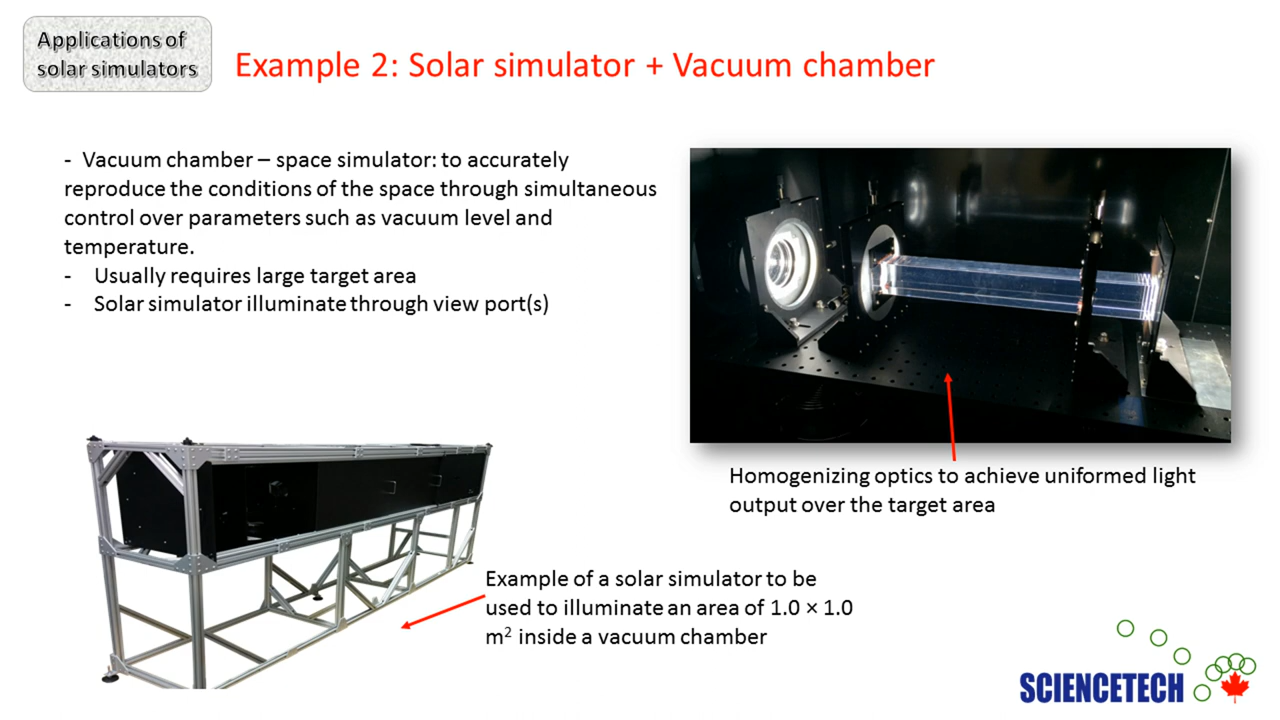 Applications of
solar simulators
Example 2: Solar simulator + Vacuum chamber
- Vacuum chamber – space simulator: to accurately
reproduce the conditions of the space through simultaneous
control over parameters such as vacuum level and
temperature.
- Usually requires large target area
- Solar simulator illuminate through view port(s)
Homogenizing optics to achieve uniformed light
output over the target area
Example of a solar simulator to be
used to illuminate an area of 1.0 × 1.0
m² inside a vacuum chamber
SCIENCETECH